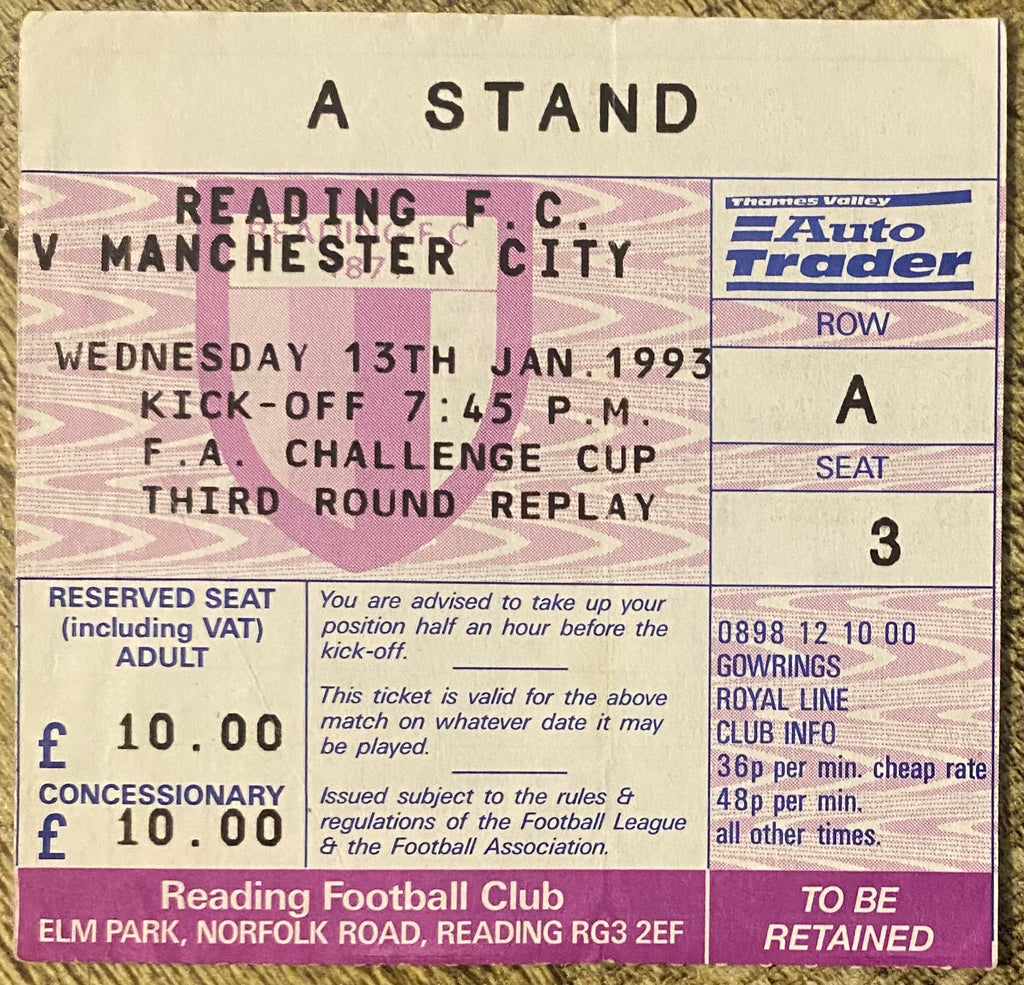 A STAND
READING F.C.
V MANCHESTER CITY
READING F.C
WEDNESDAY 13TH JAN.1993
KICK-OFF 7:45 P.M.
F.A. CHALLENGE CUP
THIRD ROUND REPLAY
Thames Valley
Auto
Trader
ROW
A
SEAT
3
RESERVED SEAT
(including VAT)
ADULT
£ 10.00
CONCESSIONARY
£ 10.00
You are advised to take up your
position half an hour before the
kick-off.
This ticket is valid for the above
match on whatever date it may
be played.
Issued subject to the rules &
regulations of the Football League
& the Football Association.
0898 12 10 00
GOWRINGS
ROYAL LINE
CLUB INFO
36p per min. cheap rate
48p per min.
all other times.
Reading Football Club
ELM PARK, NORFOLK ROAD, READING RG3 2EF
TO BE
RETAINED